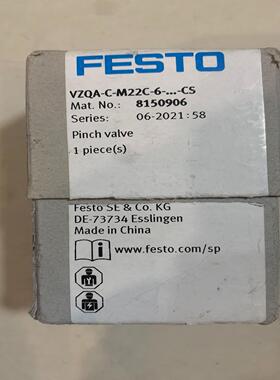 FESTO
VZQA-C-M22C-6-...-CS
Mat. No.: 8150906
Series: 06-2021:58
Pinch valve
1 piece(s)
Festo SE & Co. KG
DE-73734 Esslingen
Made in China
www.festo.com/sp